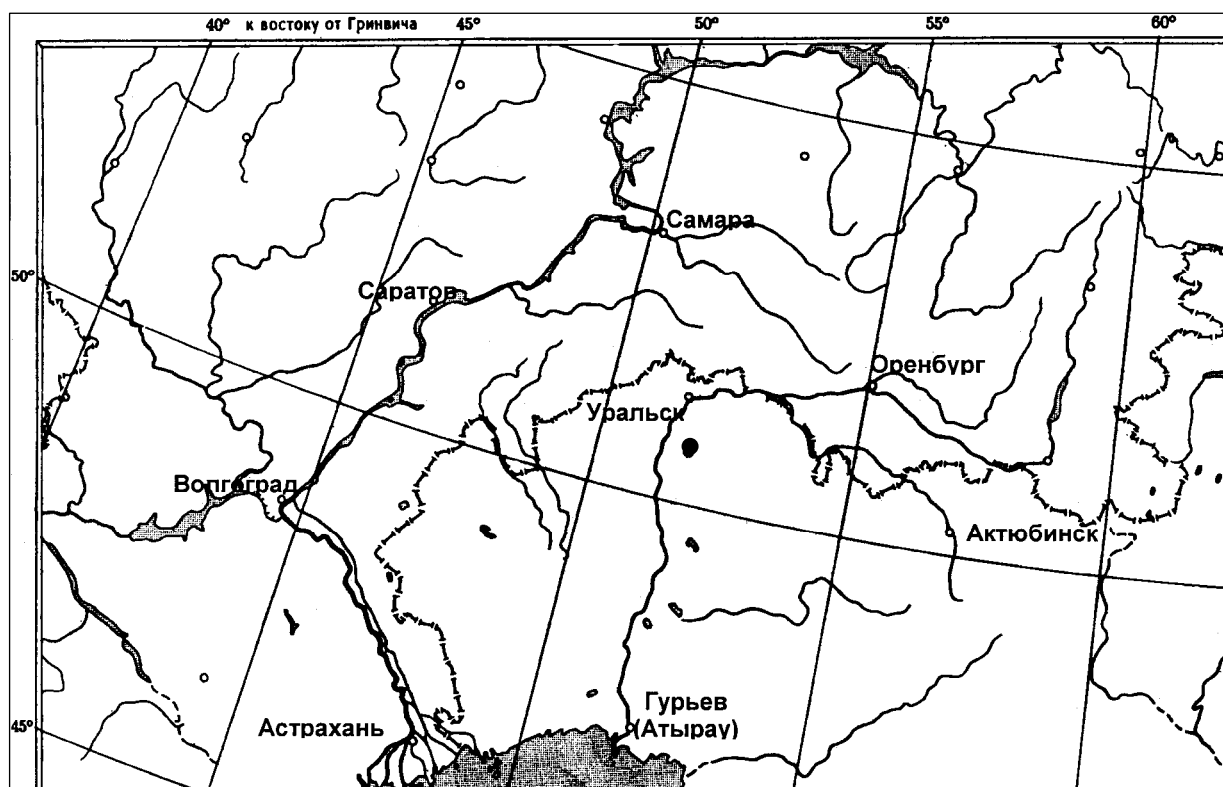 40° к востоку от Гринвича 45° 50° 55° 60°
Самара
50°
Саратов
Оренбург
Уральск
Волгоград
Актюбинск
Гурьев
(Атырау)
Астрахань
45°